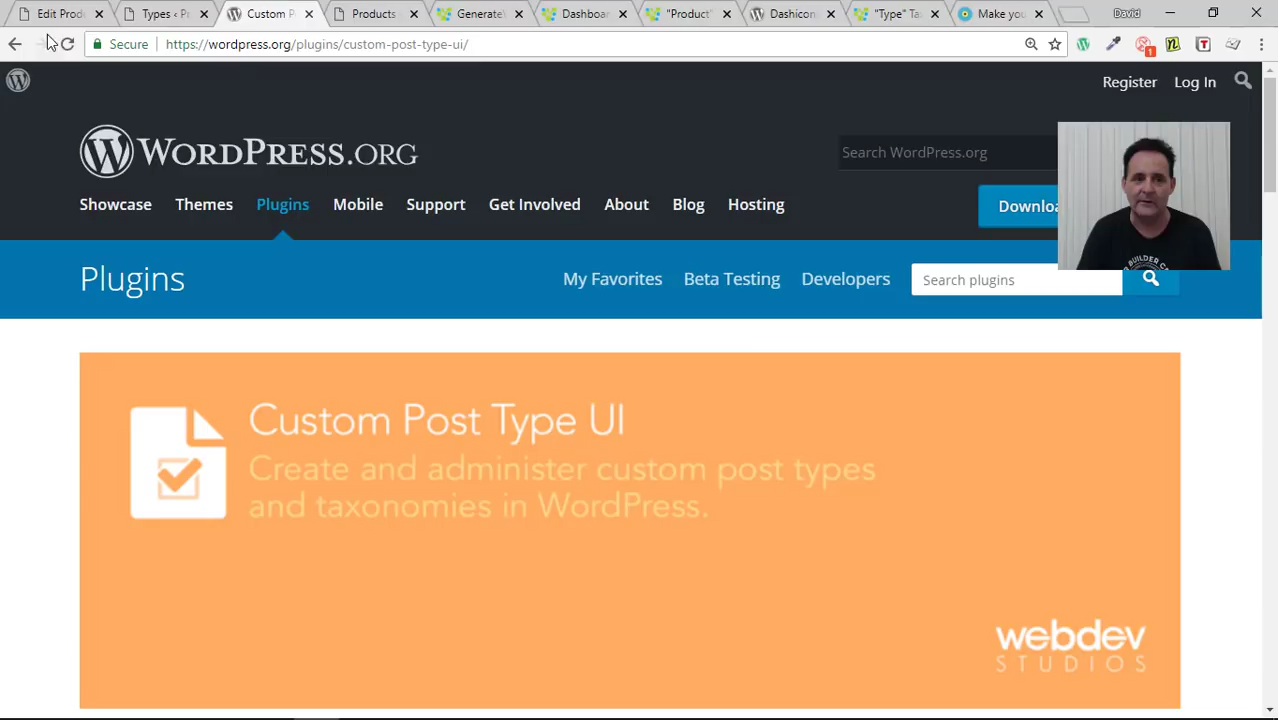 Edit Prod
Types ‹ P
Custom P
Products
Generate
Dashboar
"Product"
Dashicon
"Type" Ta
Make you
David
Secure
https://wordpress.org/plugins/custom-post-type-ui/
1
Register
Log In
WORDPRESS.ORG
Search WordPress.org
Showcase
Themes
Plugins
Mobile
Support
Get Involved
About
Blog
Hosting
Downloa
BUILDER
Plugins
My Favorites
Beta Testing
Developers
Search plugins
Custom Post Type UI
Create and administer custom post types
and taxonomies in WordPress.
webdev
STUDIOS